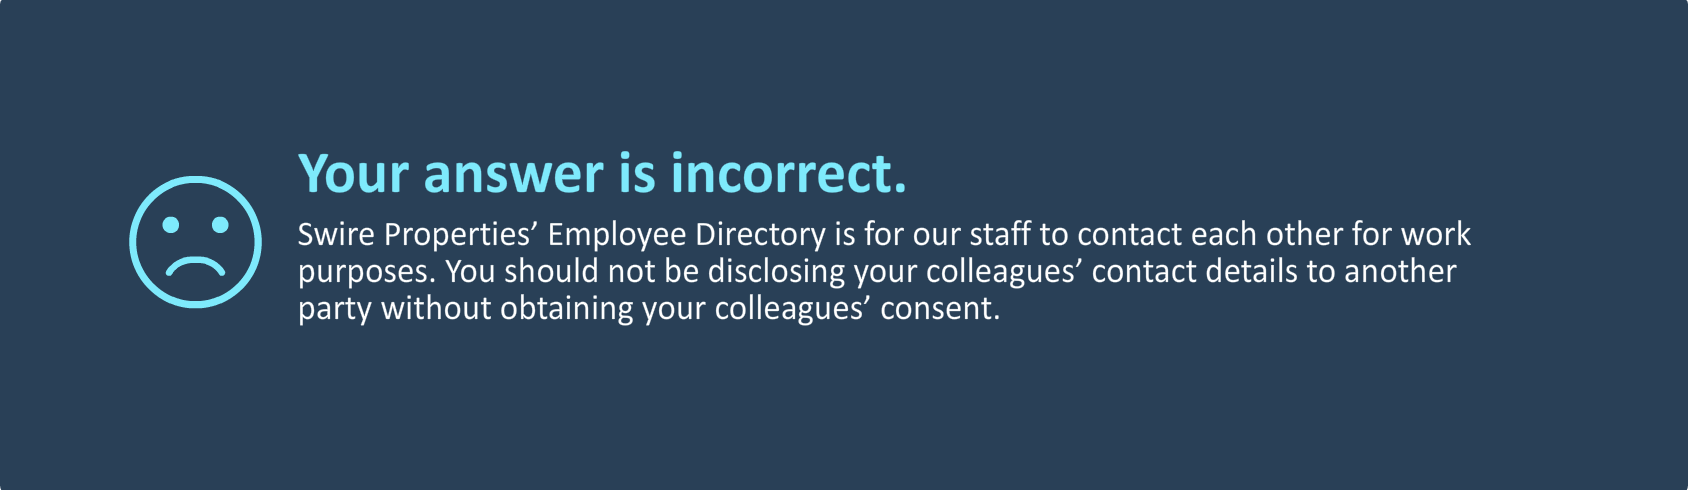 Your answer is incorrect.
Swire Properties’ Employee Directory is for our staff to contact each other for work
purposes. You should not be disclosing your colleagues’ contact details to another
party without obtaining your colleagues’ consent.